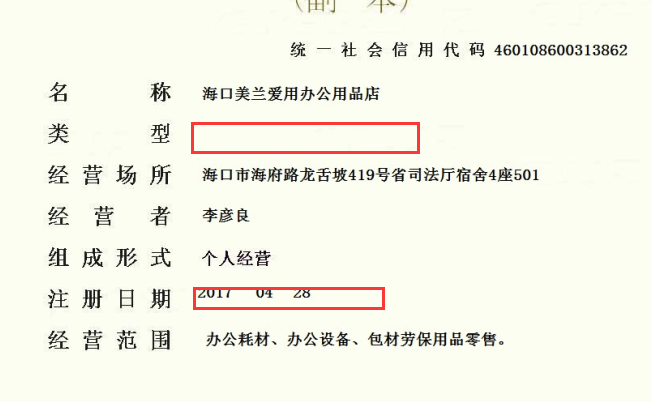 (副 本)
统一社会信用代码 460108600313862
名 称 海口美兰爱用办公用品店
类 型
经营场所 海口市海府路龙舌坡419号省司法厅宿舍4座501
经 营 者 李彦良
组成形式 个人经营
注册日期 2017 04 28
经营范围 办公耗材、办公设备、包材劳保用品零售。